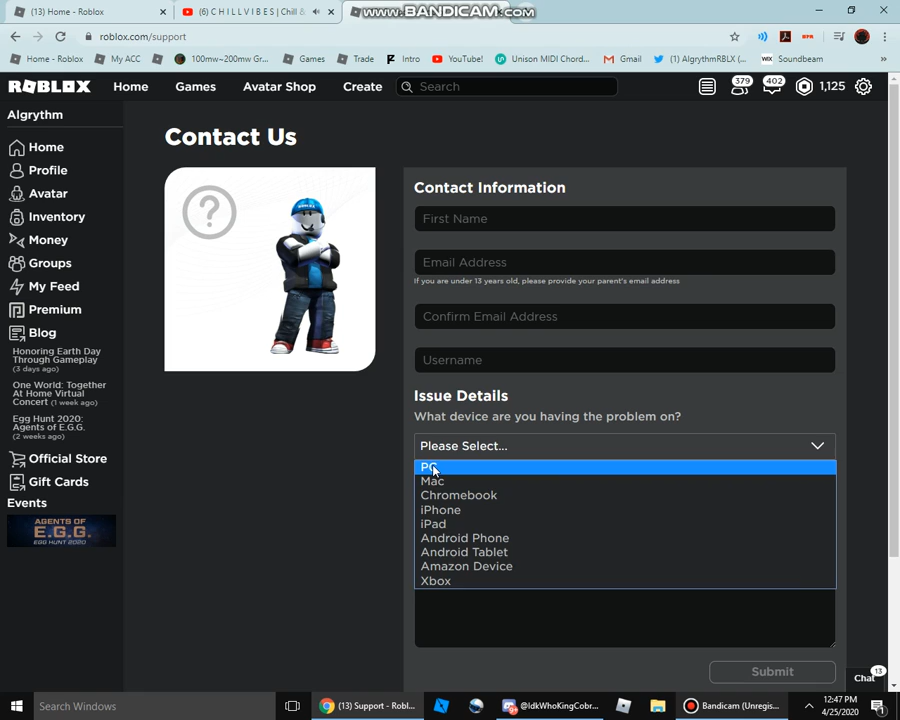 (13) Home - Roblox
(6) C H I L L V I B E S | Chill &
WWW.BANDICAM.COM
roblox.com/support
Home - Roblox
My ACC
100mw~200mw Gr...
Games
Trade
Intro
YouTube!
Unison MIDI Chord...
Gmail
(1) AlgrythmRBLX (...
WIX
Soundbeam
»
ROBLOX
Home
Games
Avatar Shop
Create
Search
379
402
1,125
Algrythm
Home
Profile
Avatar
Inventory
Money
Groups
My Feed
Premium
Blog
Honoring Earth Day
Through Gameplay
(3 days ago)
One World: Together
At Home Virtual
Concert (1 week ago)
Egg Hunt 2020:
Agents of E.G.G.
(2 weeks ago)
Official Store
Gift Cards
Events
AGENTS OF
E.G.G.
EGG HUNT 2020
Contact Us
?
Contact Information
First Name
Email Address
If you are under 13 years old, please provide your parent's email address
Confirm Email Address
Username
Issue Details
What device are you having the problem on?
Please Select...
PC
Mac
Chromebook
iPhone
iPad
Android Phone
Android Tablet
Amazon Device
Xbox
Submit
Chat
13
Search Windows
(13) Support - Robl...
@IdkWhoKingCobr...
Bandicam (Unregis...
12:47 PM
4/25/2020
1